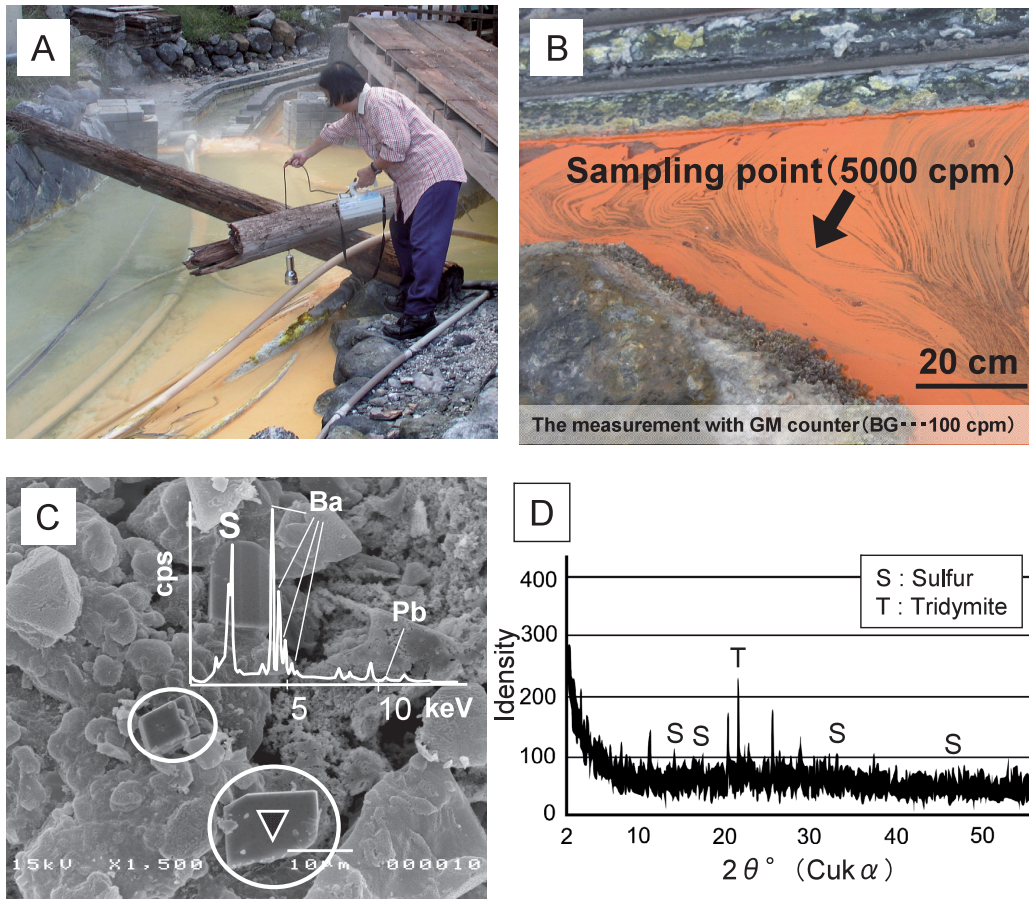 A
B
Sampling point(5000 cpm)
20 cm
The measurement with GM counter(BG･･･100 cpm)
C
S
Ba
cps
Pb
5
10
keV
15kV X1,500 10μm 000010
D
S : Sulfur
T : Tridymite
400
300
200
100
0
Idensity
T
S
S
S
S
2
10
20
30
40
50
2θ° (Cukα)